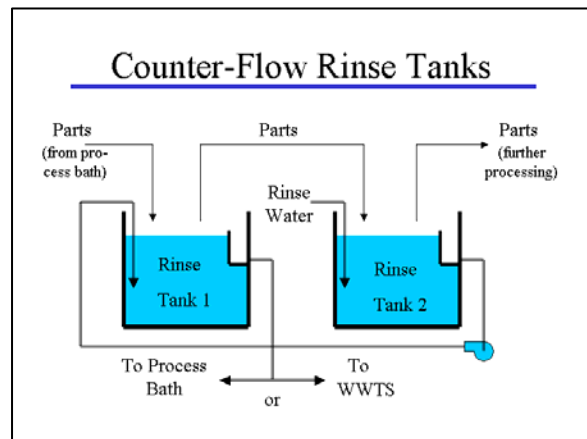 Counter-Flow Rinse Tanks
Parts
(from pro-
cess bath)
Parts
Parts
(further
processing)
Rinse
Water
Rinse
Tank 1
Rinse
Tank 2
To Process
Bath
or
To
WWTS